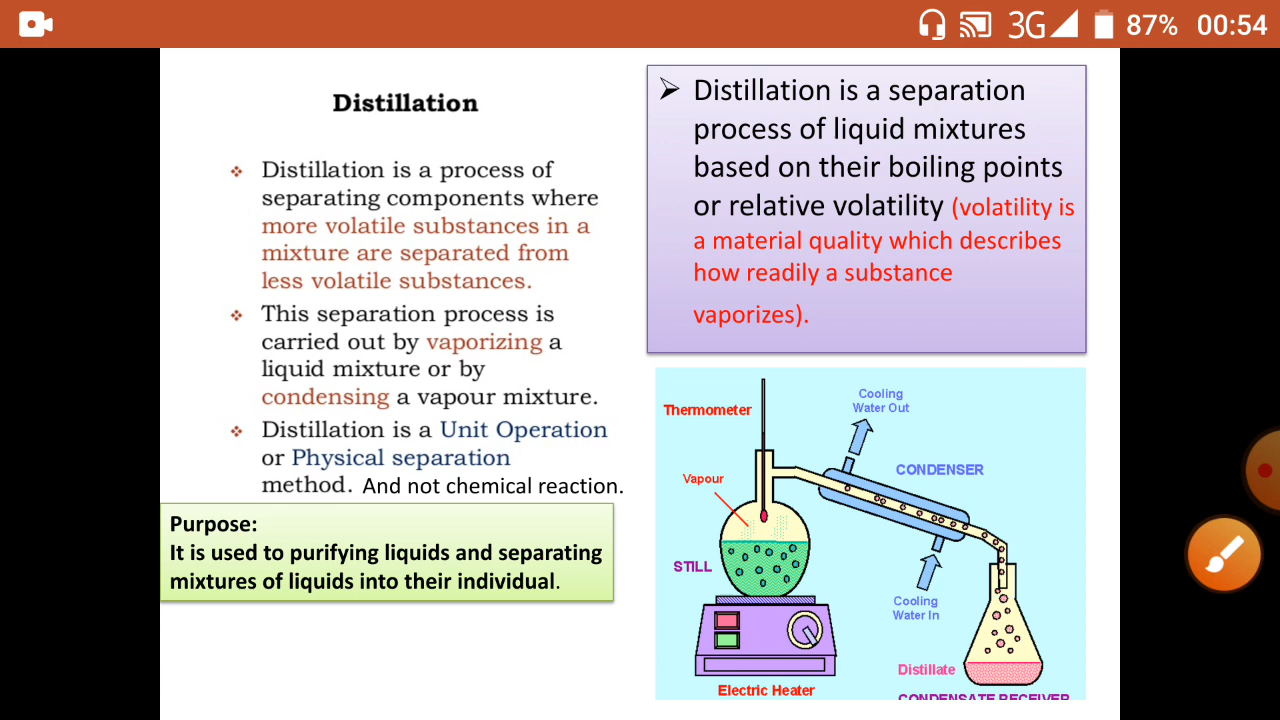 3G 87% 00:54
Distillation
❖ Distillation is a process of
separating components where
more volatile substances in a
mixture are separated from
less volatile substances.
❖ This separation process is
carried out by vaporizing a
liquid mixture or by
condensing a vapour mixture.
❖ Distillation is a Unit Operation
or Physical separation
method. And not chemical reaction.
Purpose:
It is used to purifying liquids and separating
mixtures of liquids into their individual.
➢ Distillation is a separation
process of liquid mixtures
based on their boiling points
or relative volatility (volatility is
a material quality which describes
how readily a substance
vaporizes).
Cooling
Water Out
Thermometer
CONDENSER
Vapour
STILL
Cooling
Water In
Distillate
Electric Heater
CONDENSATE RECEIVER